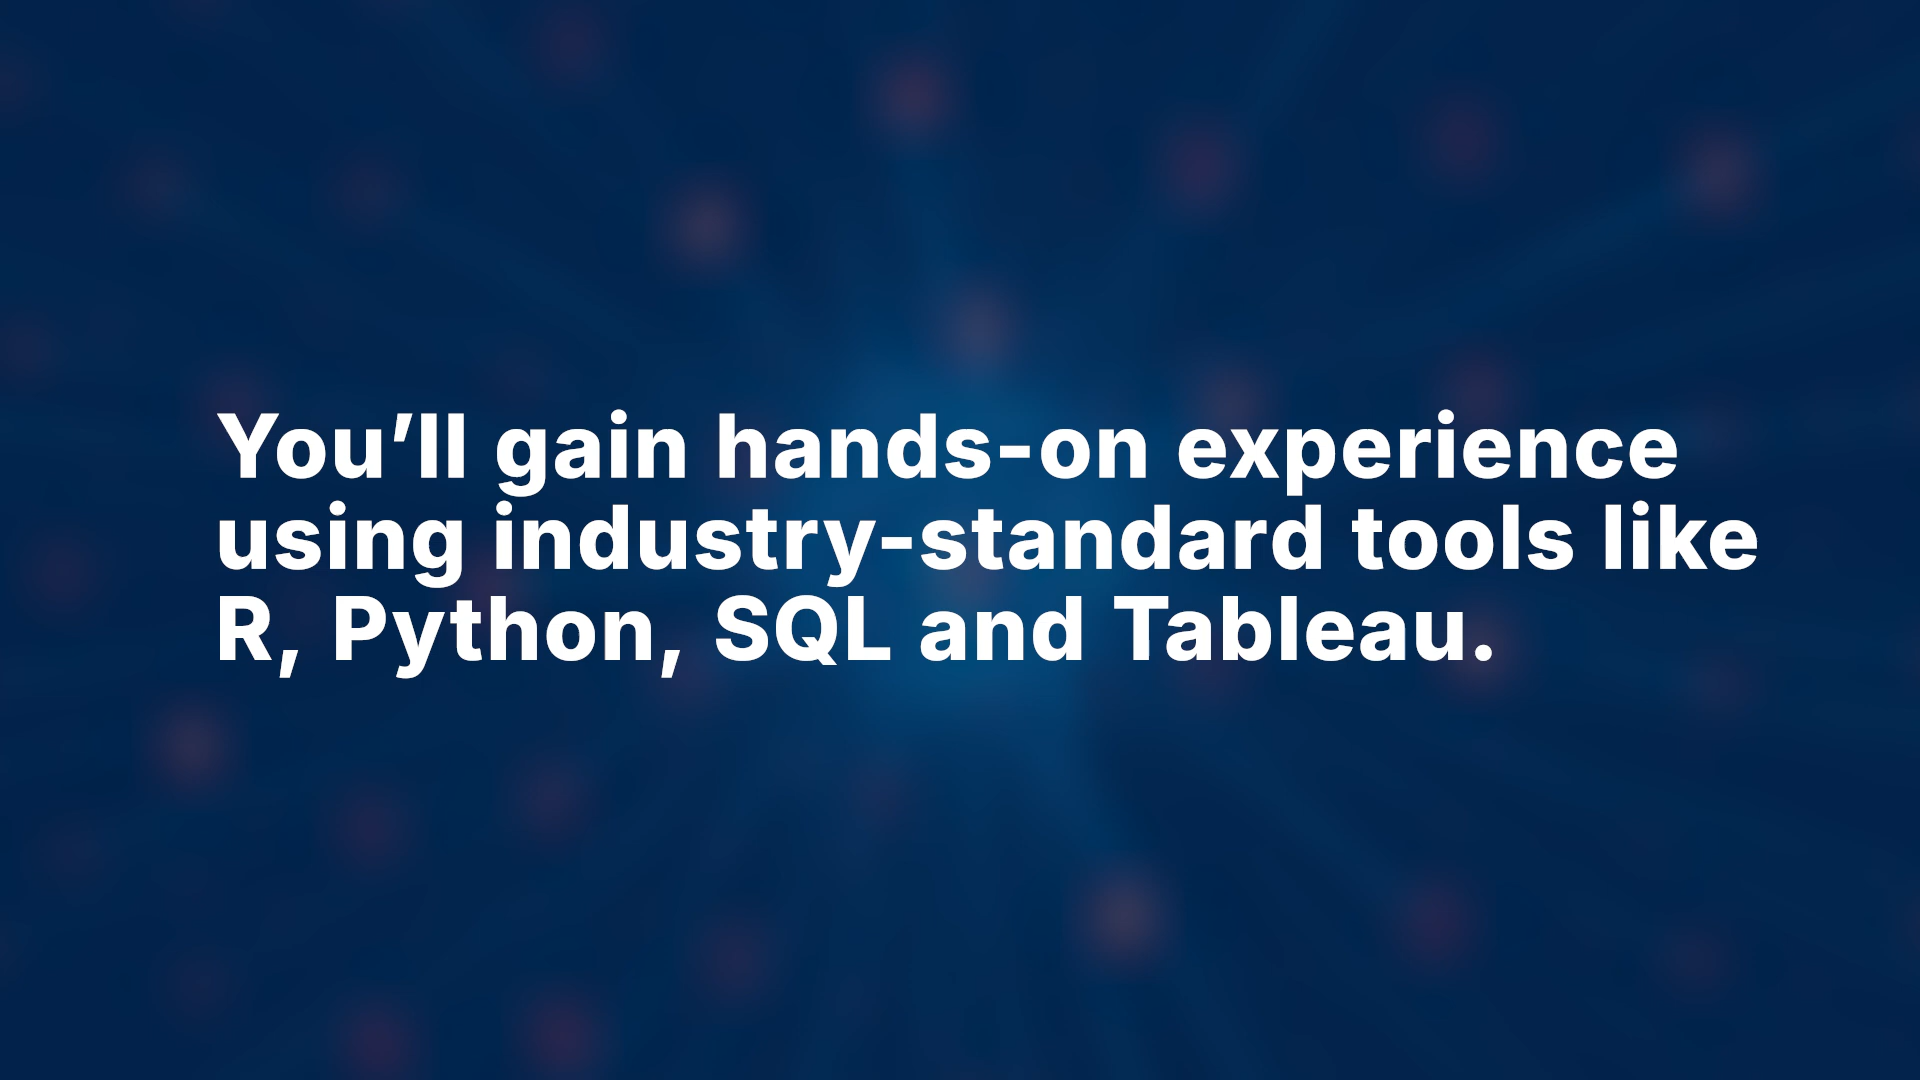 You’ll gain hands-on experience
using industry-standard tools like
R, Python, SQL and Tableau.